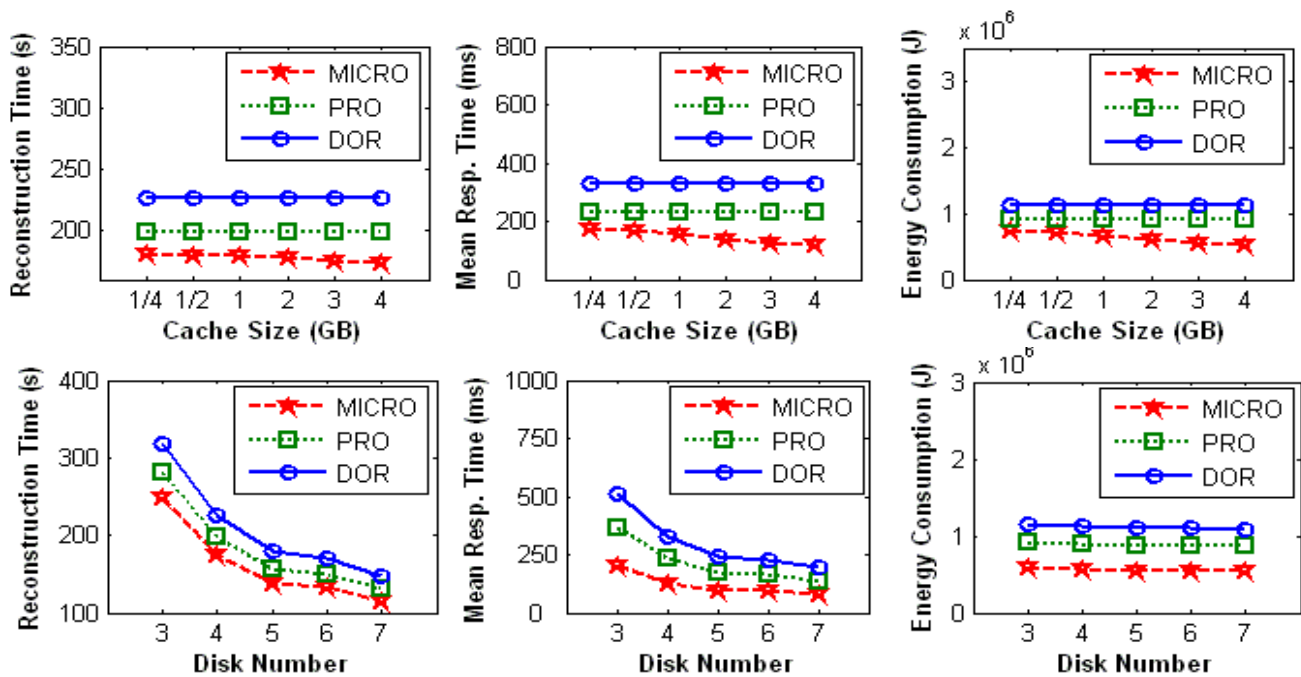 Reconstruction Time (s)
350
300
250
200
MICRO
PRO
DOR
1/4 1/2 1 2 3 4
Cache Size (GB)
Mean Resp. Time (ms)
800
600
400
200
0
MICRO
PRO
DOR
1/4 1/2 1 2 3 4
Cache Size (GB)
Energy Consumption (J)
x 10^6
3
2
1
0
MICRO
PRO
DOR
1/4 1/2 1 2 3 4
Cache Size (GB)
Reconstruction Time (s)
400
300
200
100
MICRO
PRO
DOR
3 4 5 6 7
Disk Number
Mean Resp. Time (ms)
1000
750
500
250
0
MICRO
PRO
DOR
3 4 5 6 7
Disk Number
Energy Consumption (J)
x 10^6
3
2
1
0
MICRO
PRO
DOR
3 4 5 6 7
Disk Number